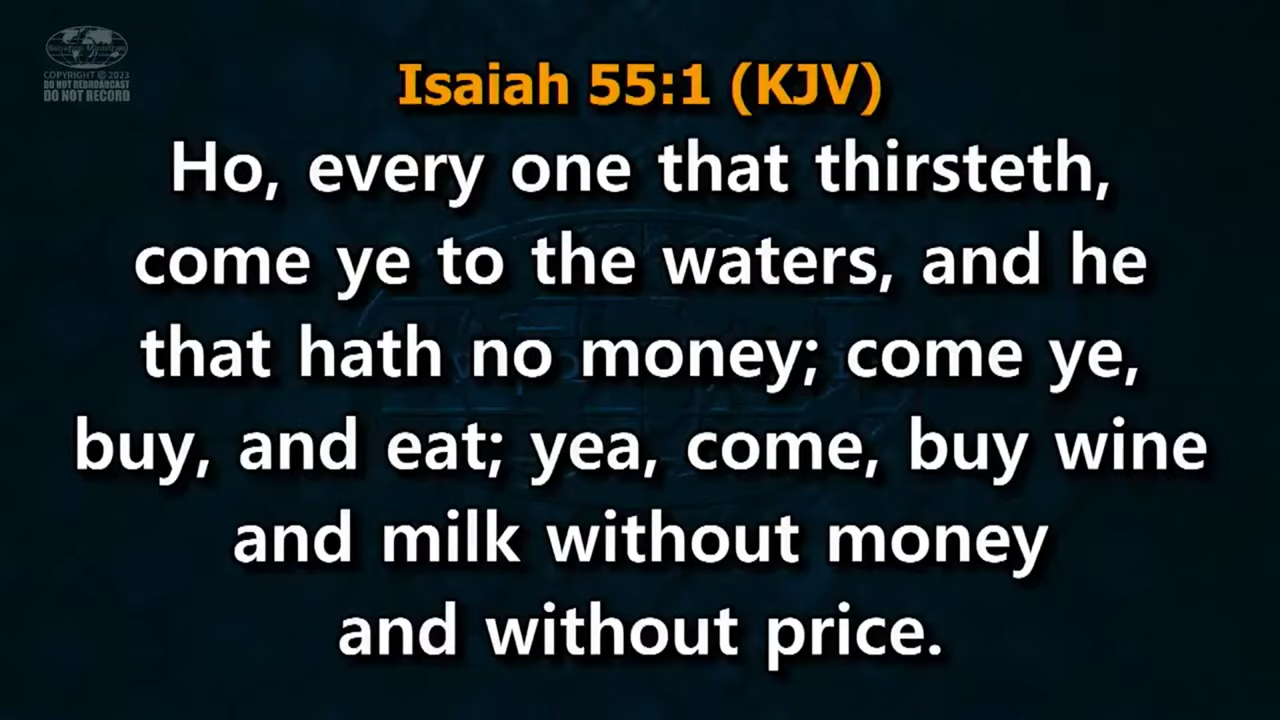 Salvation Ministries
COPYRIGHT © 2023
DO NOT REBROADCAST
DO NOT RECORD
Isaiah 55:1 (KJV)
Ho, every one that thirsteth,
come ye to the waters, and he
that hath no money; come ye,
buy, and eat; yea, come, buy wine
and milk without money
and without price.